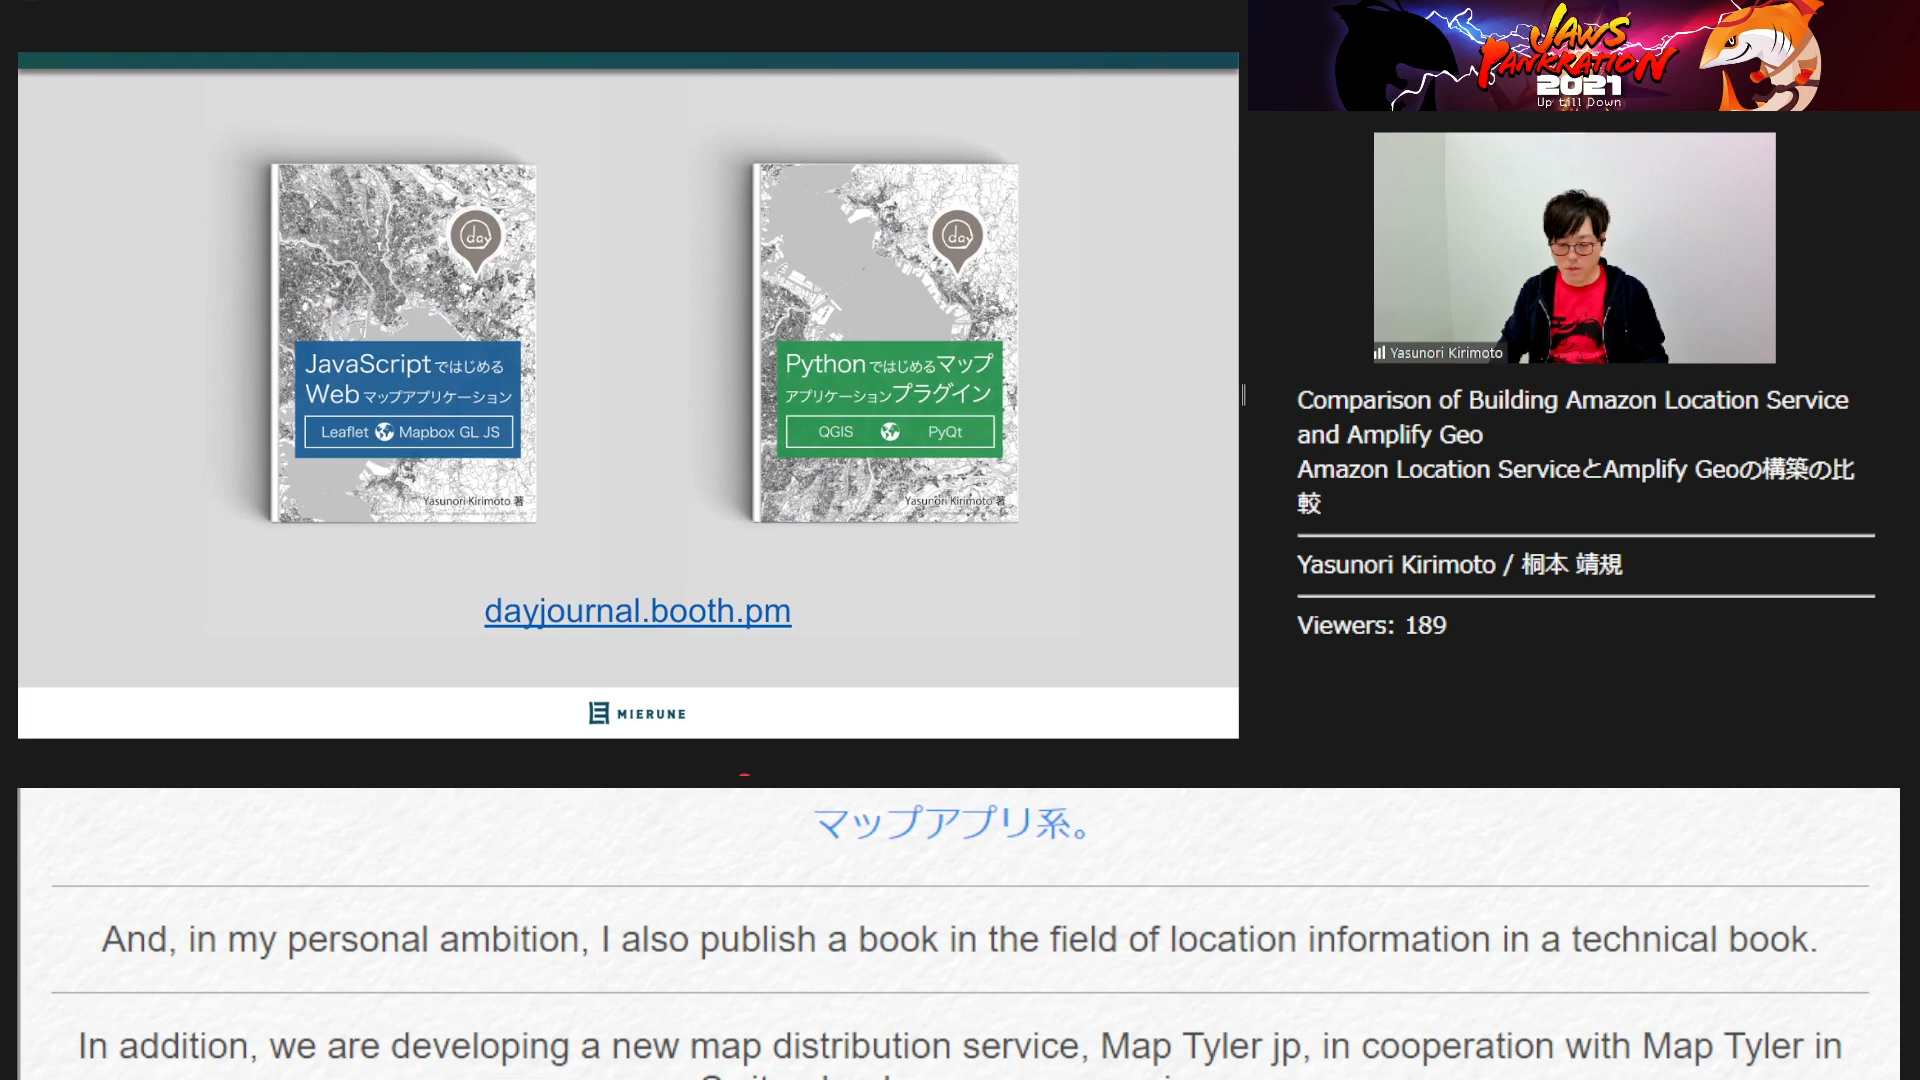 JAWS
PANKRATION
2021
Up till Down
day
JavaScriptではじめる
Webマップアプリケーション
Leaflet Mapbox GL JS
Yasunori Kirimoto 著
day
Pythonではじめるマップ
アプリケーションプラグイン
QGIS PyQt
Yasunori Kirimoto 著
dayjournal.booth.pm
MIERUNE
Yasunori Kirimoto
Comparison of Building Amazon Location Service
and Amplify Geo
Amazon Location ServiceとAmplify Geoの構築の比
較
Yasunori Kirimoto / 桐本 靖規
Viewers: 189
マップアプリ系。
And, in my personal ambition, I also publish a book in the field of location information in a technical book.
In addition, we are developing a new map distribution service, Map Tyler jp, in cooperation with Map Tyler in